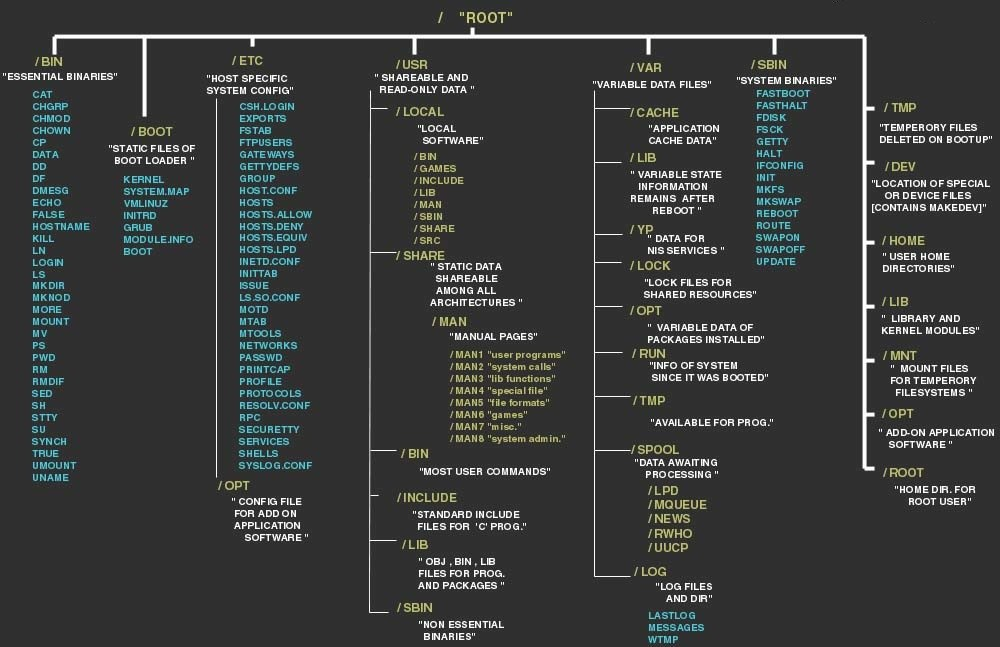 / "ROOT"
/BIN
"ESSENTIAL BINARIES"
CAT
CHGRP
CHMOD
CHOWN
CP
DATA
DD
DF
DMESG
ECHO
FALSE
HOSTNAME
KILL
LN
LOGIN
LS
MKDIR
MKNOD
MORE
MOUNT
MV
PS
PWD
RM
RMDIF
SED
SH
STTY
SU
SYNCH
TRUE
UMOUNT
UNAME
/BOOT
"STATIC FILES OF
BOOT LOADER "
KERNEL
SYSTEM.MAP
VMLINUZ
INITRD
GRUB
MODULE.INFO
BOOT
/ETC
"HOST SPECIFIC
SYSTEM CONFIG"
CSH.LOGIN
EXPORTS
FSTAB
FTPUSERS
GATEWAYS
GETTYDEFS
GROUP
HOST.CONF
HOSTS
HOSTS.ALLOW
HOSTS.DENY
HOSTS.EQUIV
HOSTS.LPD
INETD.CONF
INITTAB
ISSUE
LS.SO.CONF
MOTD
MTAB
MTOOLS
NETWORKS
PASSWD
PRINTCAP
PROFILE
PROTOCOLS
RESOLV.CONF
RPC
SECURETTY
SERVICES
SHELLS
SYSLOG.CONF
/OPT
" CONFIG FILE
FOR ADD ON
APPLICATION
SOFTWARE "
/USR
" SHAREABLE AND
READ-ONLY DATA "
/LOCAL
"LOCAL
SOFTWARE"
/BIN
/GAMES
/INCLUDE
/LIB
/MAN
/SBIN
/SHARE
/SRC
/SHARE
" STATIC DATA
SHAREABLE
AMONG ALL
ARCHITECTURES "
/MAN
"MANUAL PAGES"
/MAN1 "user programs"
/MAN2 "system calls"
/MAN3 "lib functions"
/MAN4 "special file"
/MAN5 "file formats"
/MAN6 "games"
/MAN7 "misc."
/MAN8 "system admin."
/BIN
"MOST USER COMMANDS"
/INCLUDE
"STANDARD INCLUDE
FILES FOR 'C' PROG."
/LIB
" OBJ , BIN , LIB
FILES FOR PROG.
AND PACKAGES "
/SBIN
"NON ESSENTIAL
BINARIES"
/VAR
"VARIABLE DATA FILES"
/CACHE
"APPLICATION
CACHE DATA"
/LIB
" VARIABLE STATE
INFORMATION
REMAINS AFTER
REBOOT "
/YP
" DATA FOR
NIS SERVICES "
/LOCK
"LOCK FILES FOR
SHARED RESOURCES"
/OPT
" VARIABLE DATA OF
PACKAGES INSTALLED"
/RUN
"INFO OF SYSTEM
SINCE IT WAS BOOTED"
/TMP
"AVAILABLE FOR PROG."
/SPOOL
"DATA AWAITING
PROCESSING "
/LPD
/MQUEUE
/NEWS
/RWHO
/UUCP
/LOG
"LOG FILES
AND DIR"
LASTLOG
MESSAGES
WTMP
/SBIN
"SYSTEM BINARIES"
FASTBOOT
FASTHALT
FDISK
FSCK
GETTY
HALT
IFCONFIG
INIT
MKFS
MKSWAP
REBOOT
ROUTE
SWAPON
SWAPOFF
UPDATE
/TMP
"TEMPERORY FILES
DELETED ON BOOTUP"
/DEV
"LOCATION OF SPECIAL
OR DEVICE FILES
[CONTAINS MAKEDEV]"
/HOME
" USER HOME
DIRECTORIES"
/LIB
" LIBRARY AND
KERNEL MODULES"
/MNT
" MOUNT FILES
FOR TEMPERORY
FILESYSTEMS "
/OPT
" ADD-ON APPLICATION
SOFTWARE "
/ROOT
"HOME DIR. FOR
ROOT USER"